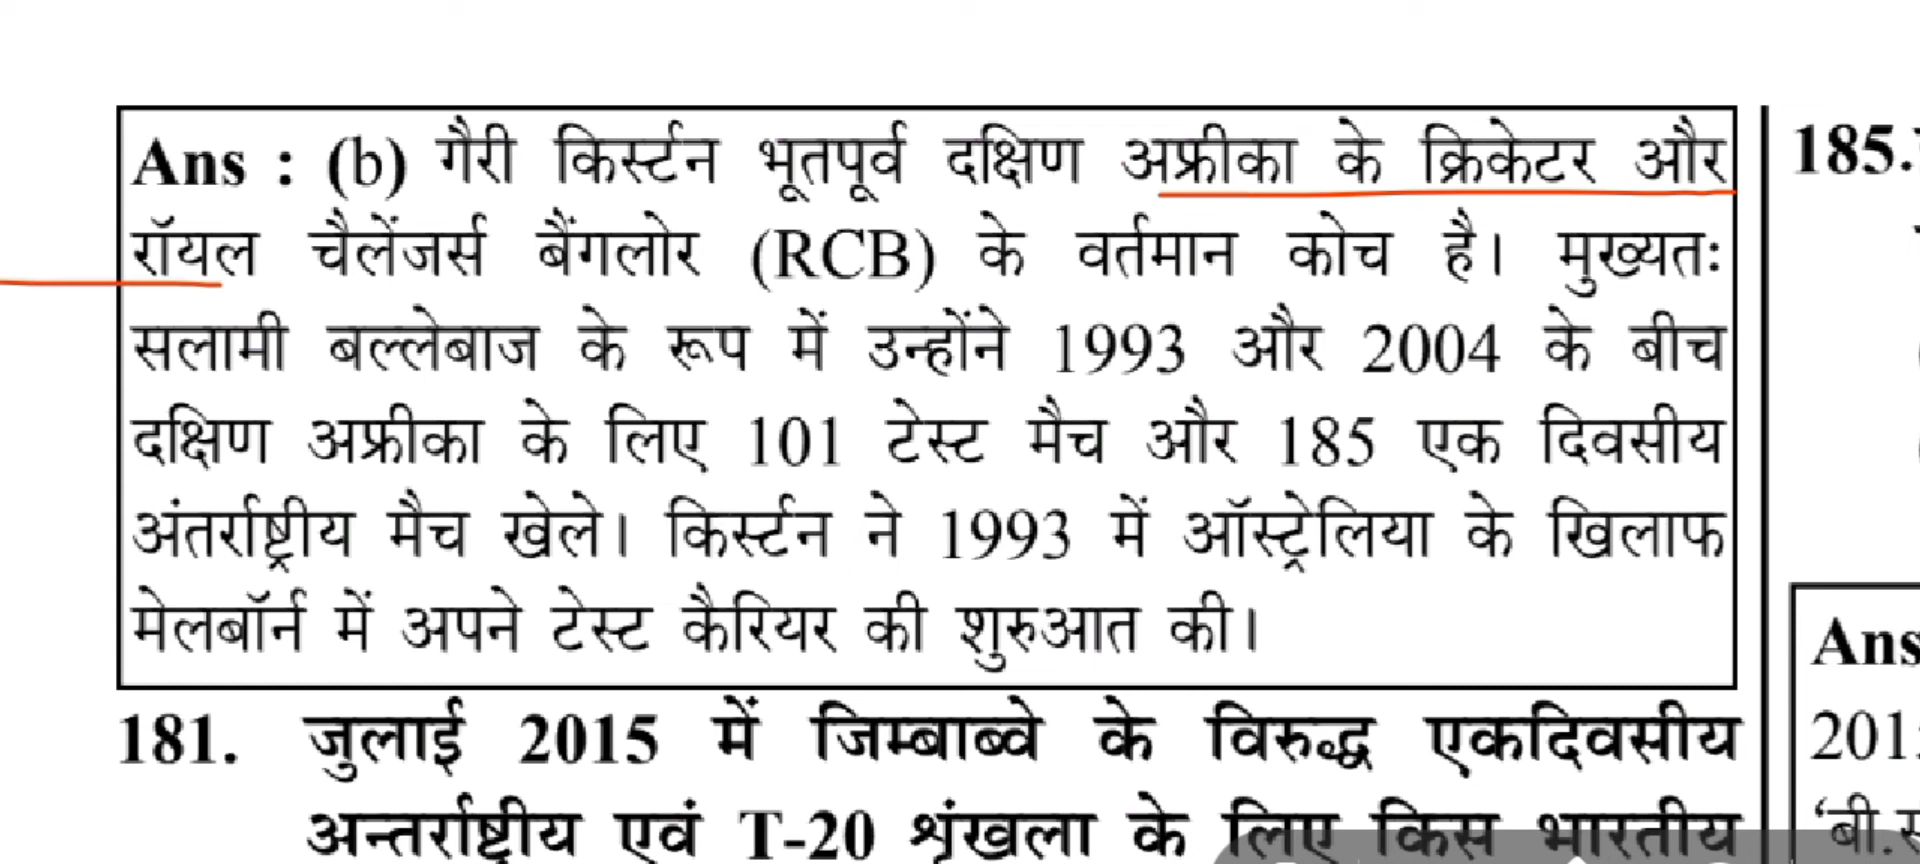 Ans : (b) गैरी किर्स्टन भूतपूर्व दक्षिण अफ्रीका के क्रिकेटर और
रॉयल चैलेंजर्स बैंगलोर (RCB) के वर्तमान कोच है। मुख्यतः
सलामी बल्लेबाज के रूप में उन्होंने 1993 और 2004 के बीच
दक्षिण अफ्रीका के लिए 101 टेस्ट मैच और 185 एक दिवसीय
अंतर्राष्ट्रीय मैच खेले। किर्स्टन ने 1993 में ऑस्ट्रेलिया के खिलाफ
मेलबॉर्न में अपने टेस्ट कैरियर की शुरुआत की।
181. जुलाई 2015 में जिम्बाब्वे के विरुद्ध एकदिवसीय
अन्तर्राष्ट्रीय एवं T-20 श्रृंखला के लिए किस भारतीय
185.
Ans
201